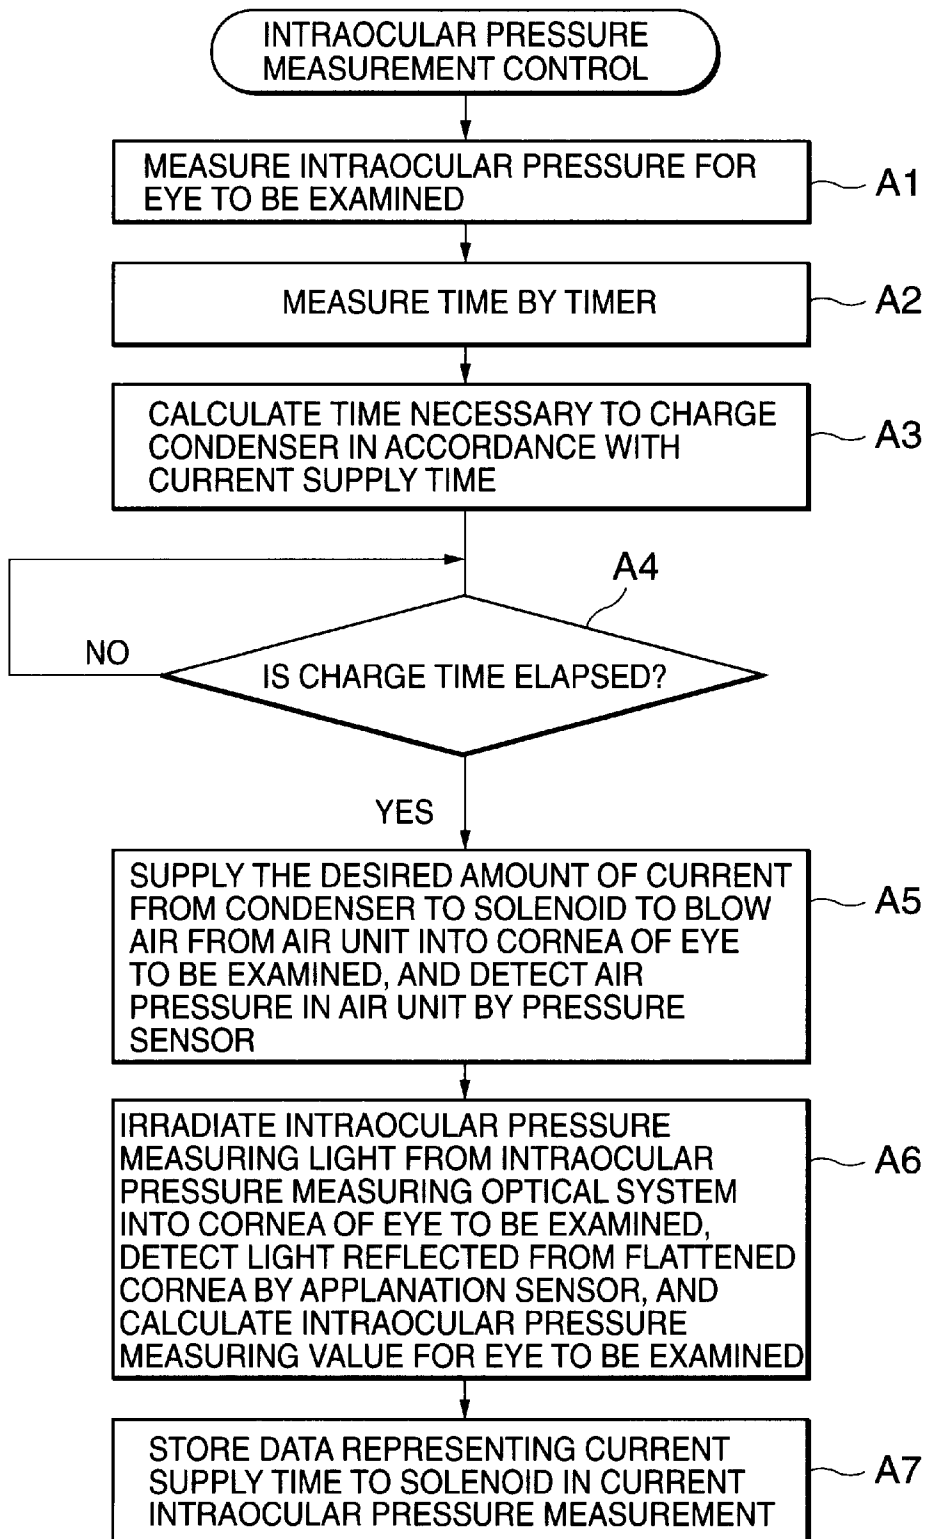 INTRAOCULAR PRESSURE
MEASUREMENT CONTROL
MEASURE INTRAOCULAR PRESSURE FOR
EYE TO BE EXAMINED
A1
MEASURE TIME BY TIMER
A2
CALCULATE TIME NECESSARY TO CHARGE
CONDENSER IN ACCORDANCE WITH
CURRENT SUPPLY TIME
A3
A4
NO
IS CHARGE TIME ELAPSED?
YES
SUPPLY THE DESIRED AMOUNT OF CURRENT
FROM CONDENSER TO SOLENOID TO BLOW
AIR FROM AIR UNIT INTO CORNEA OF EYE
TO BE EXAMINED, AND DETECT AIR
PRESSURE IN AIR UNIT BY PRESSURE
SENSOR
A5
IRRADIATE INTRAOCULAR PRESSURE
MEASURING LIGHT FROM INTRAOCULAR
PRESSURE MEASURING OPTICAL SYSTEM
INTO CORNEA OF EYE TO BE EXAMINED,
DETECT LIGHT REFLECTED FROM FLATTENED
CORNEA BY APPLANATION SENSOR, AND
CALCULATE INTRAOCULAR PRESSURE
MEASURING VALUE FOR EYE TO BE EXAMINED
A6
STORE DATA REPRESENTING CURRENT
SUPPLY TIME TO SOLENOID IN CURRENT
INTRAOCULAR PRESSURE MEASUREMENT
A7